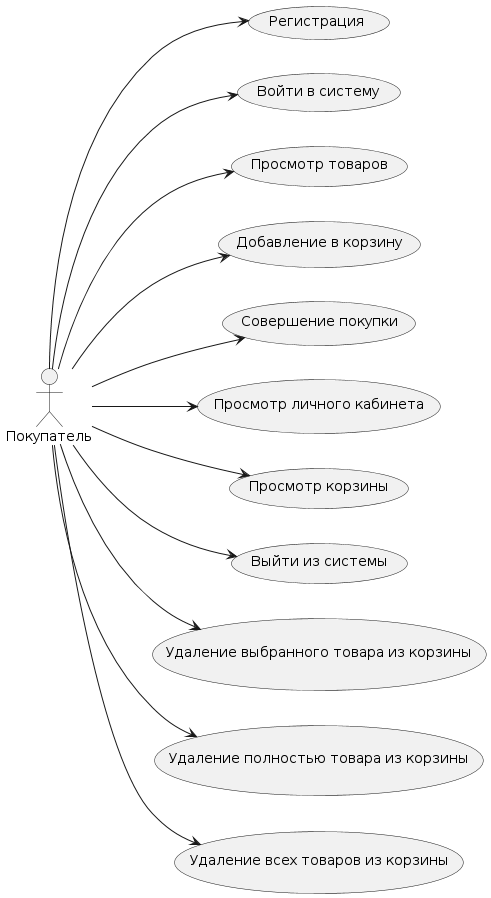 Регистрация
Войти в систему
Просмотр товаров
Добавление в корзину
Совершение покупки
Просмотр личного кабинета
Покупатель
Просмотр корзины
Выйти из системы
Удаление выбранного товара из корзины
Удаление полностью товара из корзины
Удаление всех товаров из корзины